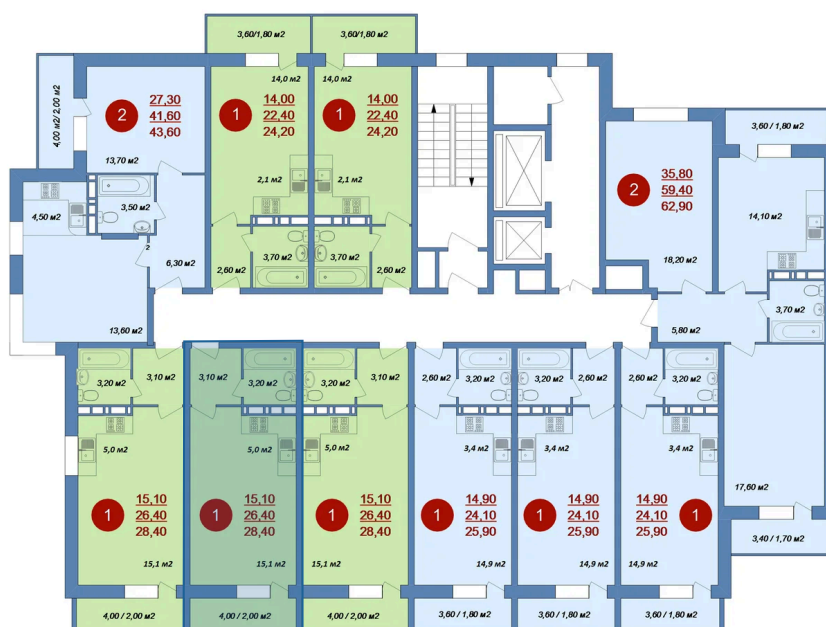 3,60/1,80 м2
3,60/1,80 м2
4,00 м2/ 2,00 м2
2
27,30
41,60
43,60
13,70 м2
14,0 м2
1
14,00
22,40
24,20
2,1 м2
14,0 м2
1
14,00
22,40
24,20
2,1 м2
3,60 / 1,80 м2
2
35,80
59,40
62,90
18,20 м2
14,10 м2
4,50 м2
3,50 м2
2
6,30 м2
13,60 м2
2,60 м2
3,70 м2
3,70 м2
2,60 м2
5,80 м2
3,70 м2
17,60 м2
3,40 / 1,70 м2
3,20 м2
3,10 м2
3,10 м2
3,20 м2
3,20 м2
3,10 м2
2,60 м2
3,20 м2
3,20 м2
2,60 м2
2,60 м2
3,20 м2
5,0 м2
5,0 м2
5,0 м2
3,4 м2
3,4 м2
3,4 м2
1
15,10
26,40
28,40
15,1 м2
1
15,10
26,40
28,40
15,1 м2
1
15,10
26,40
28,40
15,1 м2
1
14,90
24,10
25,90
14,9 м2
1
14,90
24,10
25,90
14,9 м2
14,90
24,10
25,90
1
14,9 м2
4,00 / 2,00 м2
4,00 / 2,00 м2
4,00 / 2,00 м2
3,60 / 1,80 м2
3,60 / 1,80 м2
3,60 / 1,80 м2